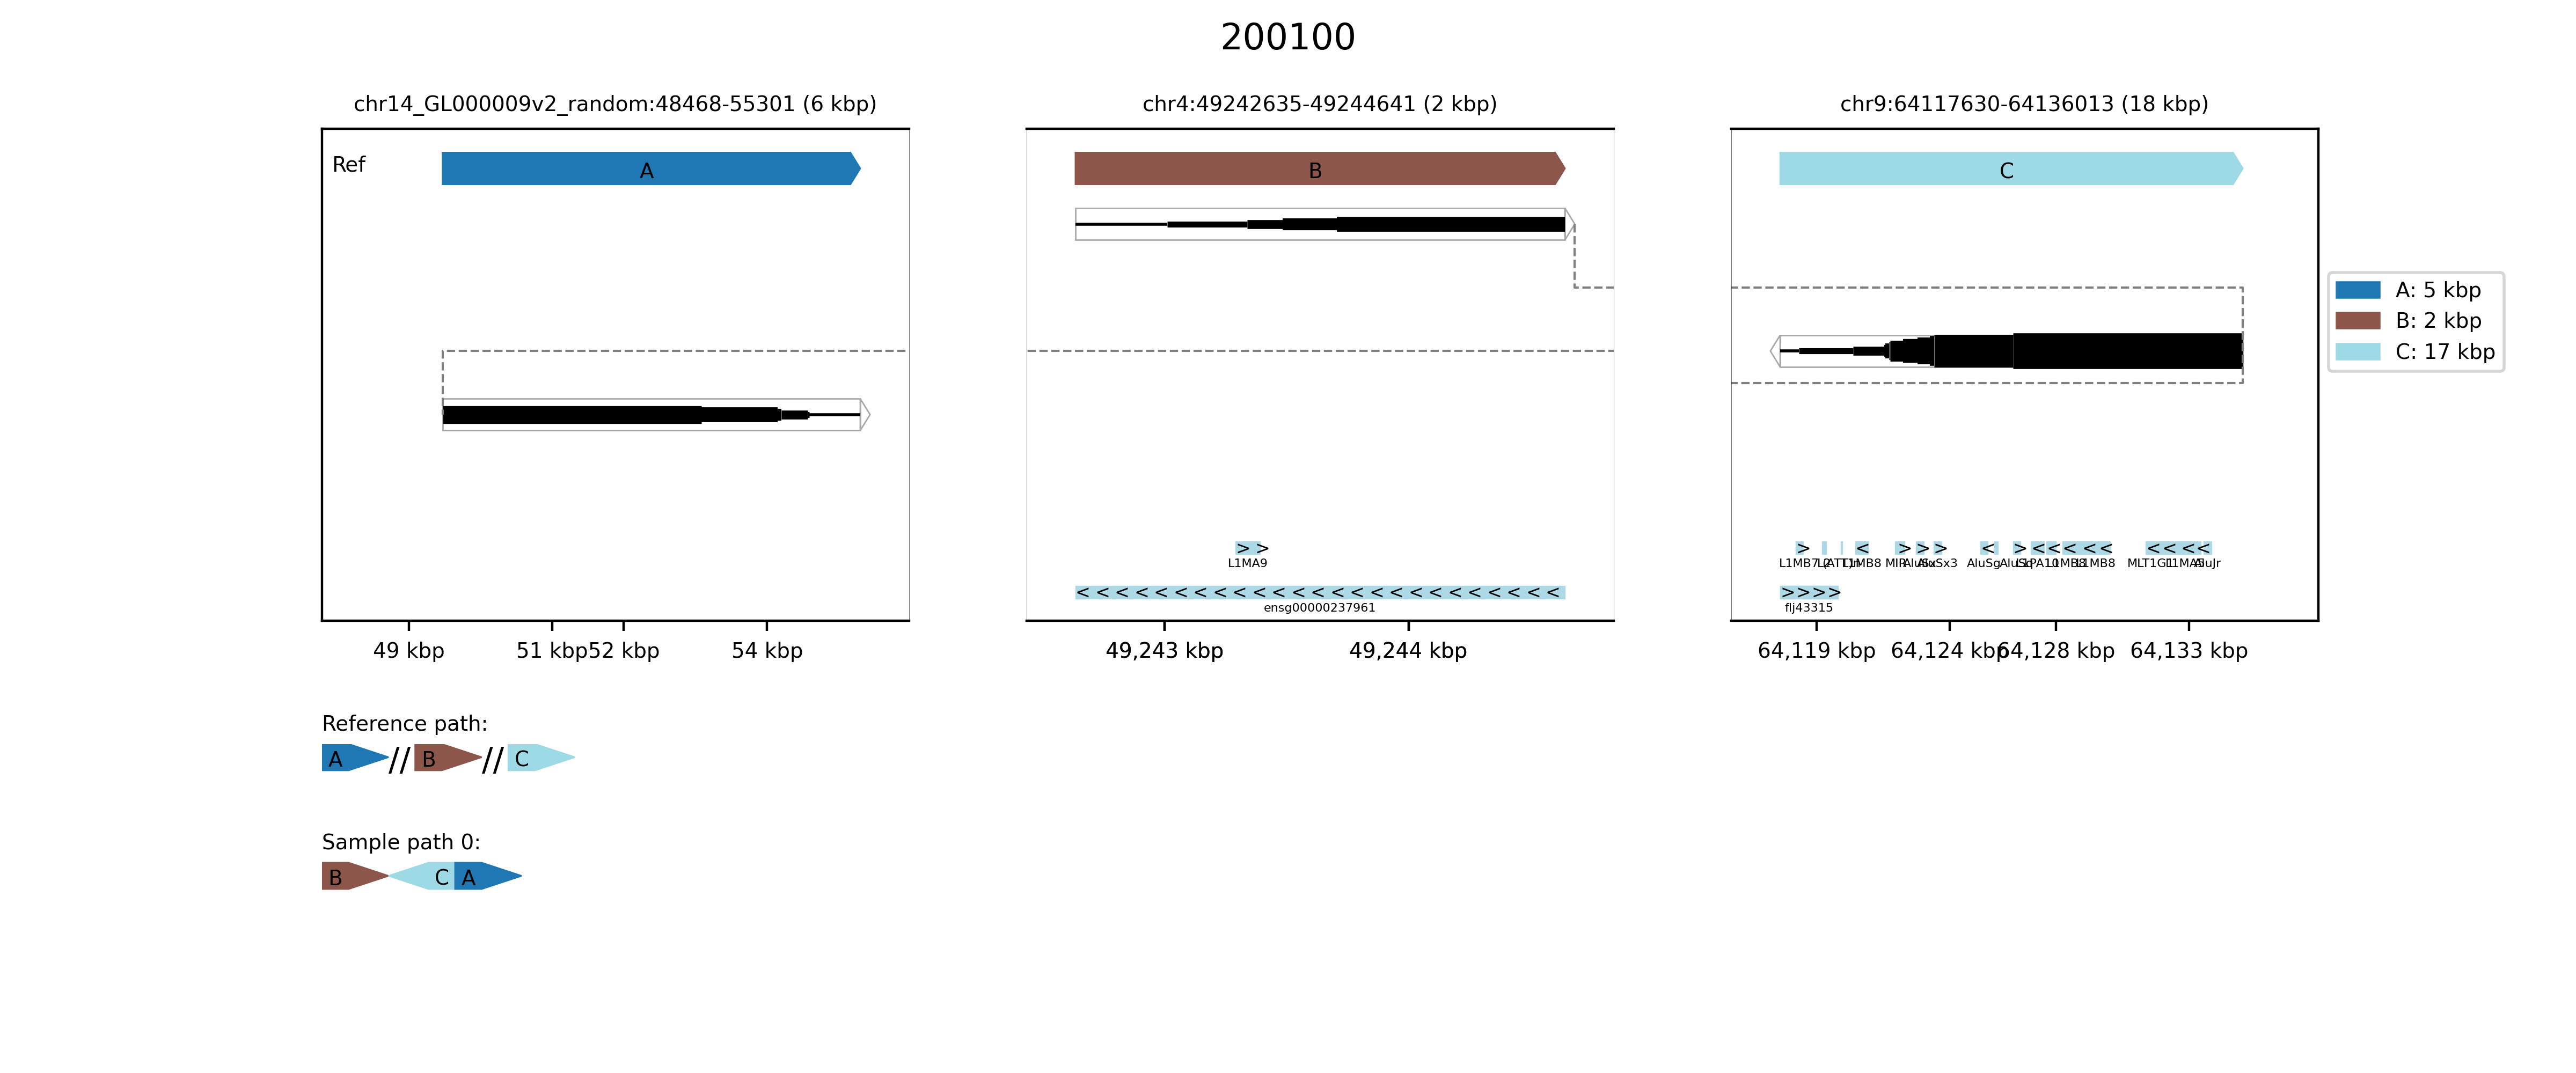 200100
chr14_GL000009v2_random:48468-55301 (6 kbp)
chr4:49242635-49244641 (2 kbp)
chr9:64117630-64136013 (18 kbp)
Ref
A
B
C
A: 5 kbp
B: 2 kbp
C: 17 kbp
> >
L1MA9
L1MB8
AluSx3
AluSg
L1MB8
MLT1G1
AluJr
< < < < < < < < < < < < < < < < < < < < < < < < <
ensg00000237961
>>>>
flj43315
49 kbp 51 kbp 52 kbp 54 kbp
49,243 kbp 49,244 kbp
64,119 kbp 64,124 kbp 64,128 kbp 64,133 kbp
Reference path:
A // B // C
Sample path 0:
B C A